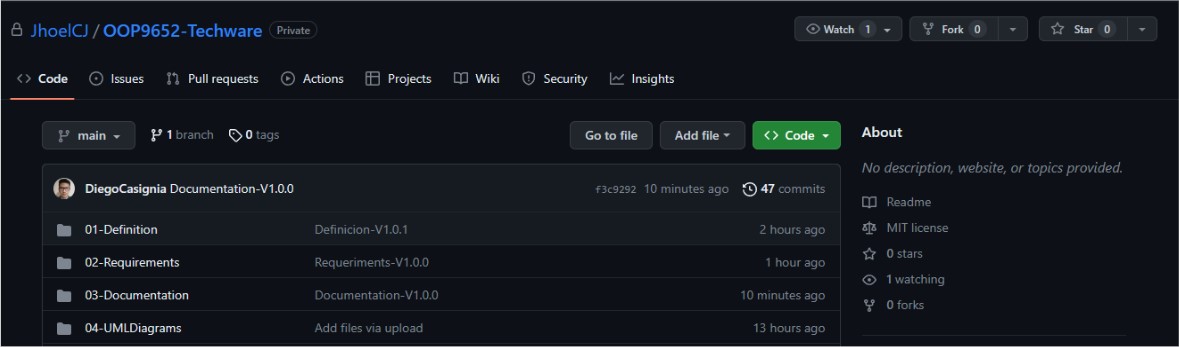 JhoelCJ / OOP9652-Techware Private
Watch 1 Fork 0 Star 0
Code Issues Pull requests Actions Projects Wiki Security Insights
main 1 branch 0 tags Go to file Add file Code
DiegoCasignia Documentation-V1.0.0 f3c9292 10 minutes ago 47 commits
01-Definition Definicion-V1.0.1 2 hours ago
02-Requirements Requeriments-V1.0.0 1 hour ago
03-Documentation Documentation-V1.0.0 10 minutes ago
04-UMLDiagrams Add files via upload 13 hours ago
About
No description, website, or topics provided.
Readme
MIT license
0 stars
1 watching
0 forks